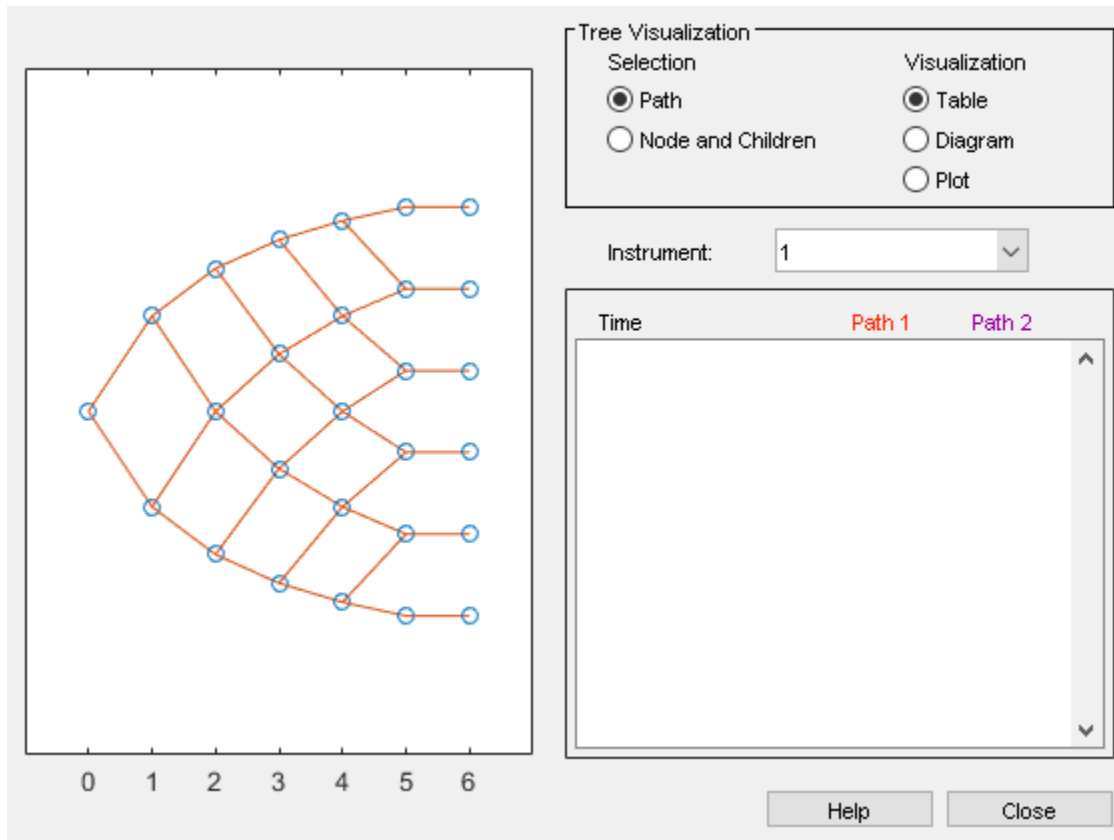 Tree Visualization
Selection Visualization
Path Table
Node and Children Diagram
Plot
Instrument: 1
Time Path 1 Path 2
0 1 2 3 4 5 6
Help Close